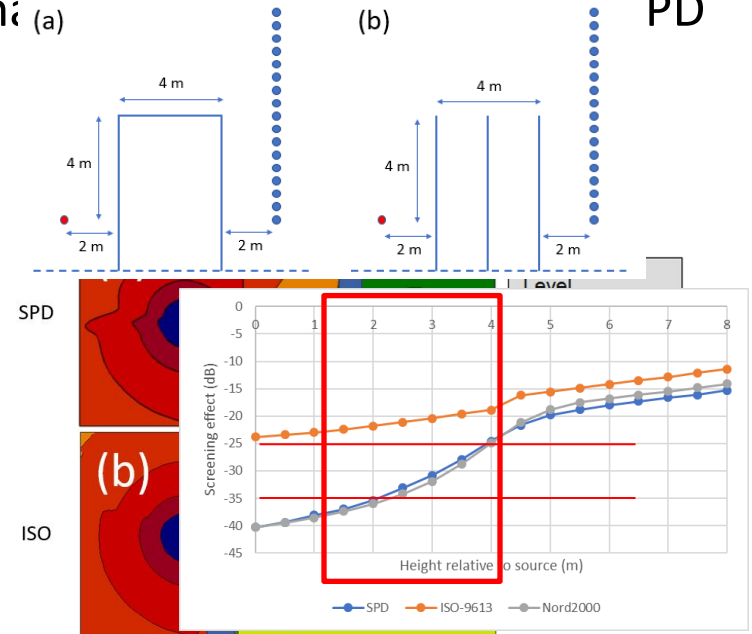 (a)
(b)
PD
4 m
4 m
4 m
4 m
2 m
2 m
2 m
2 m
SPD
Level
0
0
1
2
3
4
5
6
7
8
-5
-10
-15
-20
-25
-30
-35
-40
-45
Screening effect (dB)
(b)
ISO
Height relative to source (m)
SPD
ISO-9613
Nord2000